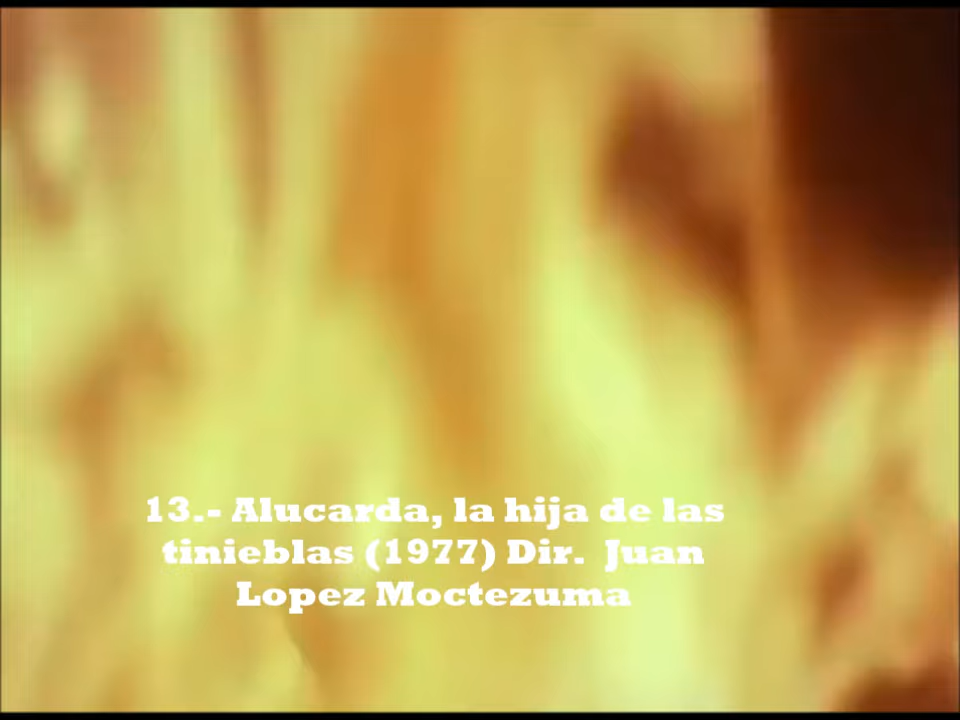 13.- Alucarda, la hija de las
tinieblas (1977) Dir. Juan
Lopez Moctezuma